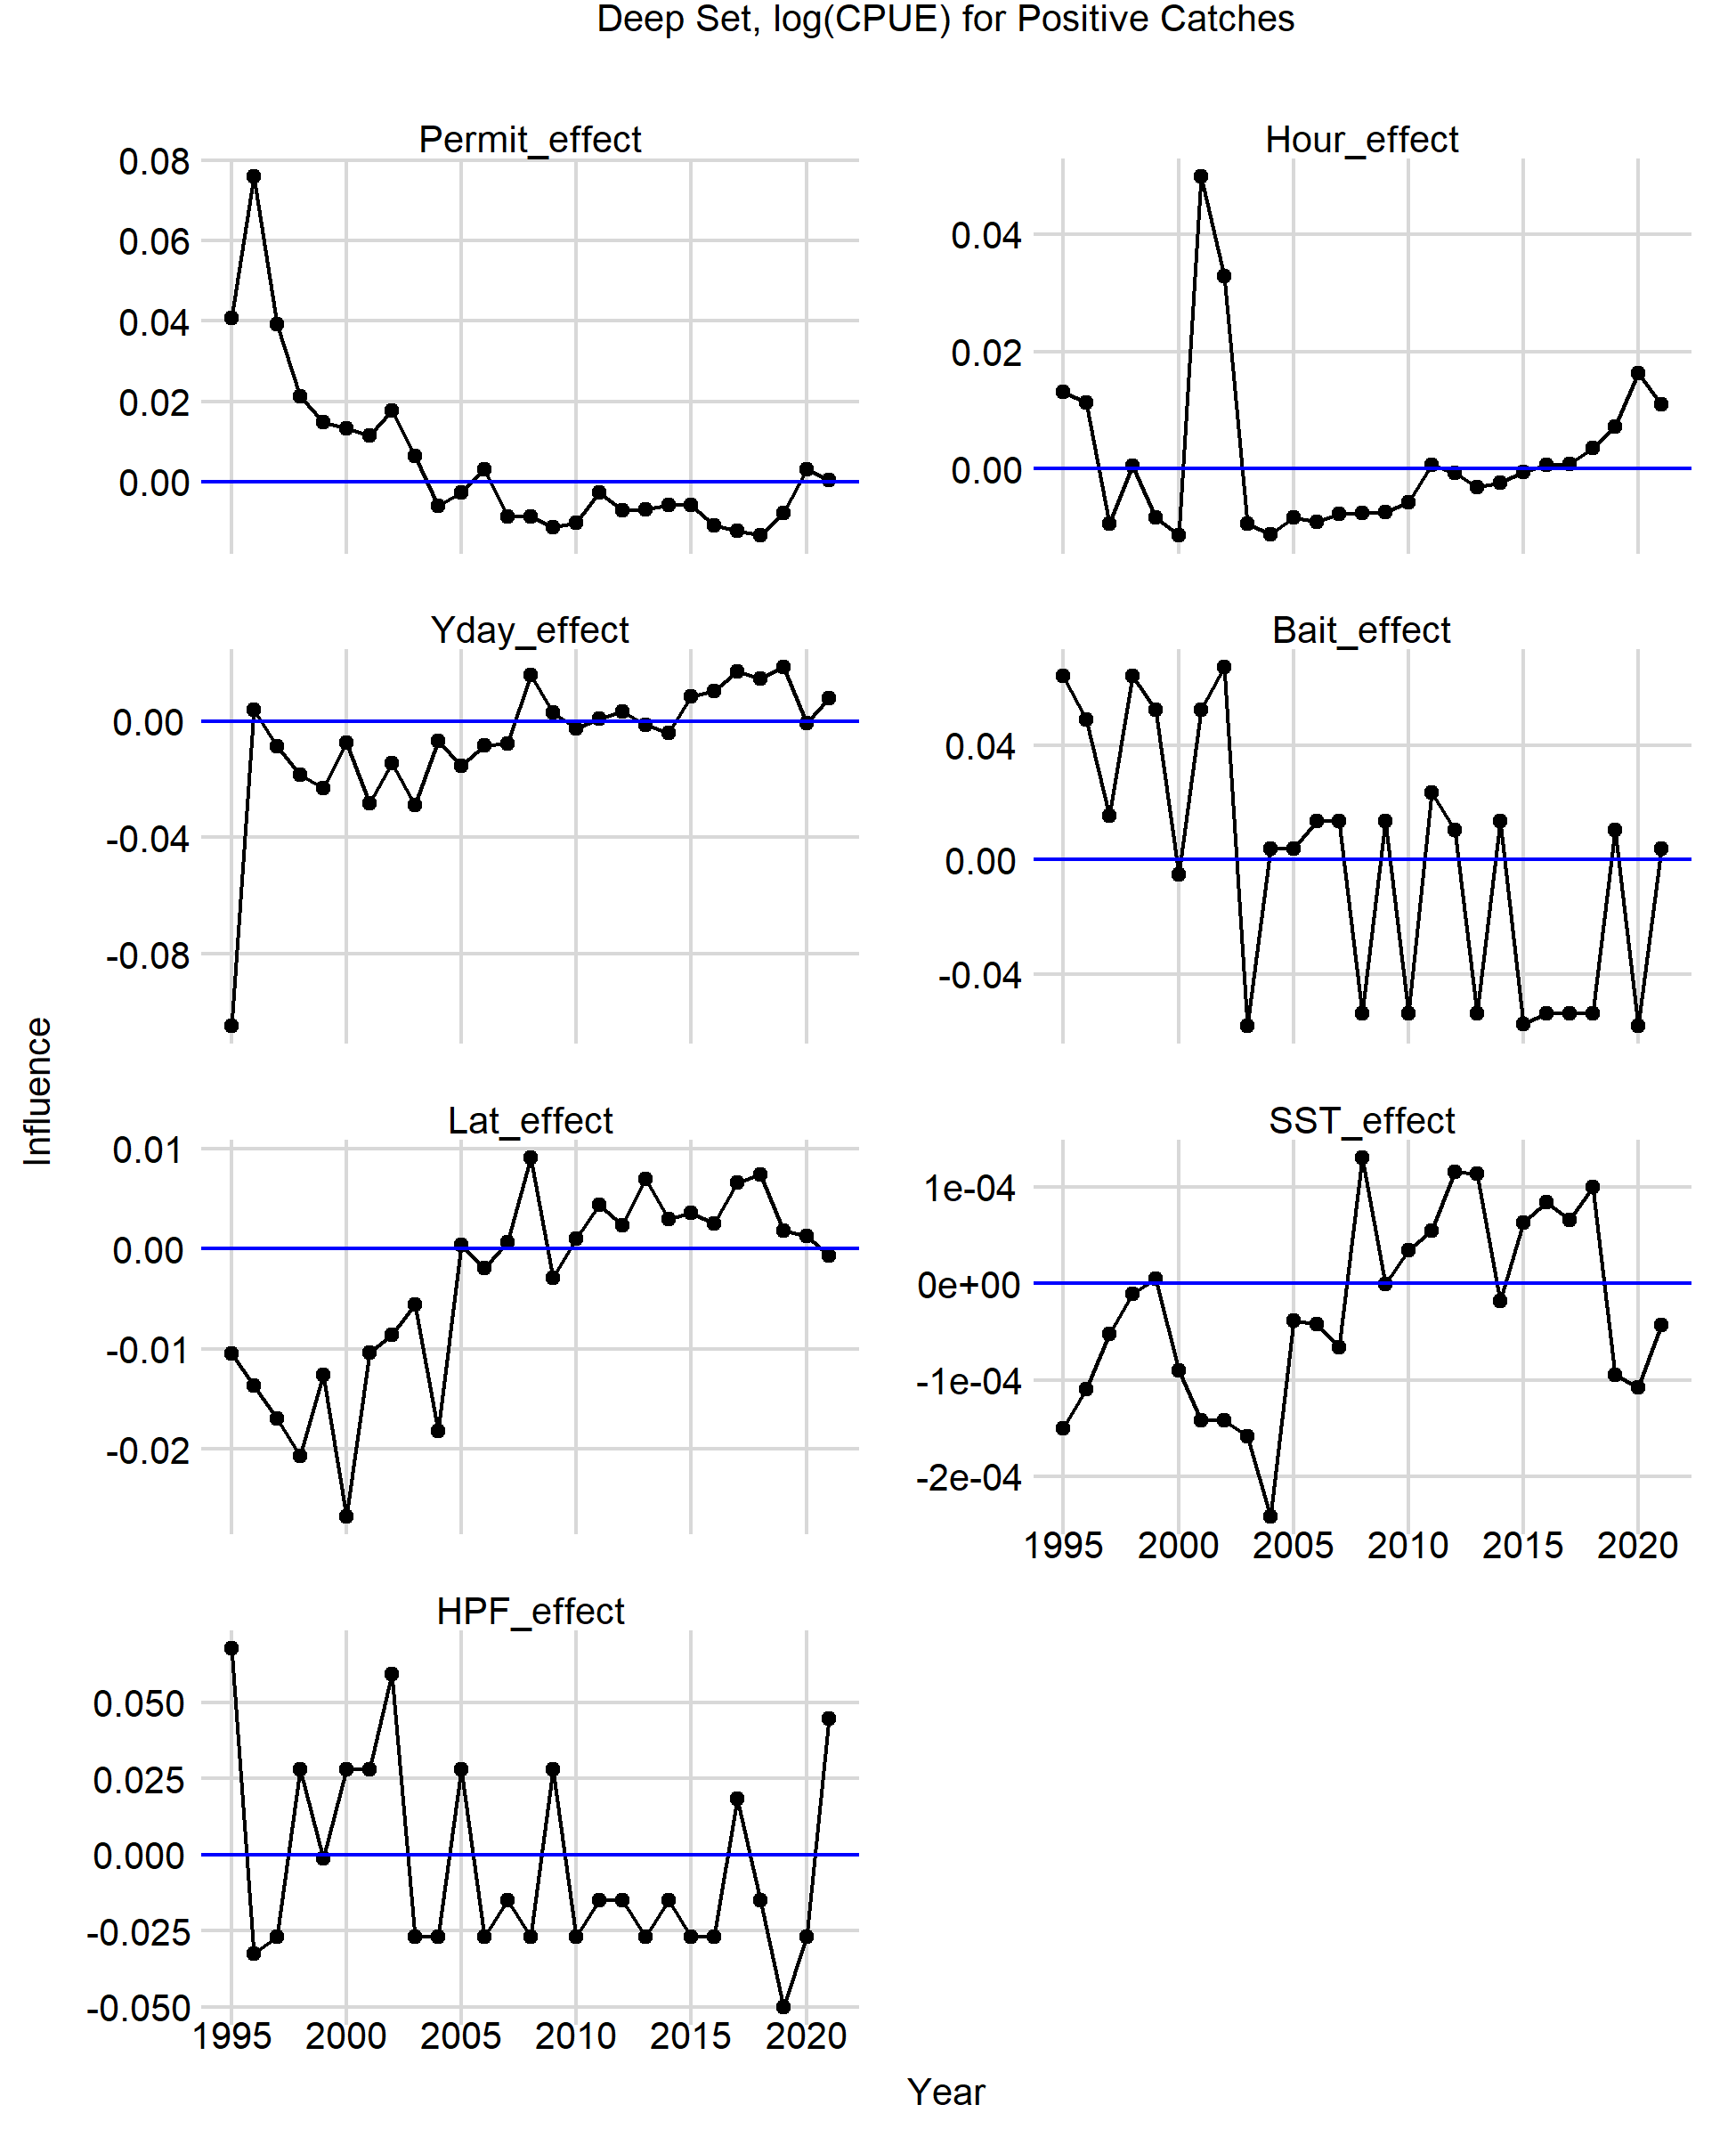 Deep Set, log(CPUE) for Positive Catches
Permit_effect
0.08
0.06
0.04
0.02
0.00
Hour_effect
0.04
0.02
0.00
Yday_effect
0.00
-0.04
-0.08
Bait_effect
0.04
0.00
-0.04
Influence
Lat_effect
0.01
0.00
-0.01
-0.02
SST_effect
1e-04
0e+00
-1e-04
-2e-04
1995 2000 2005 2010 2015 2020
HPF_effect
0.050
0.025
0.000
-0.025
-0.050
1995 2000 2005 2010 2015 2020
Year